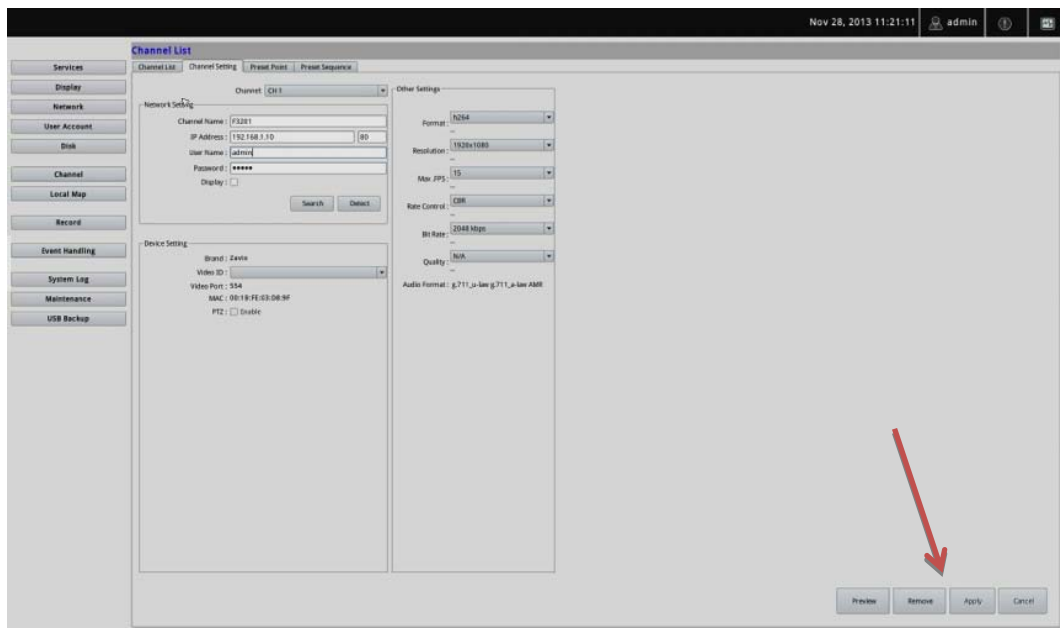 Nov 28, 2013 11:21:11 admin
Channel List
Services
Display
Network
User Account
Disk
Channel
Local Map
Record
Event Handling
System Log
Maintenance
USB Backup
Channel List Channel Setting Preset Point Preset Sequence
Channel: CH 1
Network Setting
Channel Name : F3201
IP Address : 192.168.1.10 80
User Name : admin
Password : •••••
Display :
Search Detect
Device Setting
Brand : Zavio
Video ID :
Video Port : 554
MAC : 00:1B:FE:03:D8:9F
PTZ : Enable
Other Settings
Format : h264
--
Resolution : 1920x1080
--
Max .FPS : 15
--
Rate Control : CBR
--
Bit Rate : 2048 kbps
--
Quality : N/A
--
Audio Format : g.711_u-law g.711_a-law AMR
Preview Remove Apply Cancel